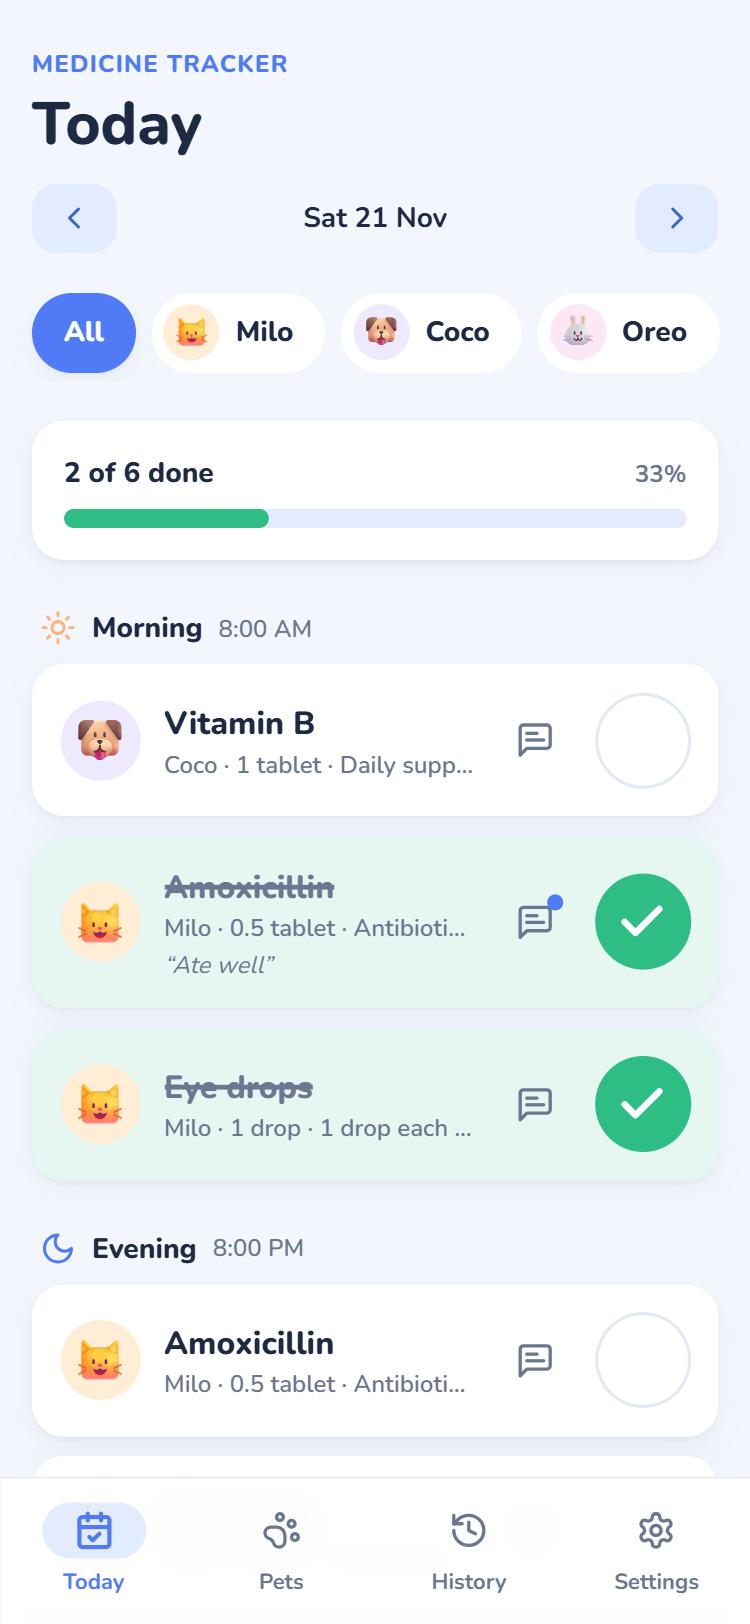 MEDICINE TRACKER
Today
Sat 21 Nov
All Milo Coco Oreo
2 of 6 done 33%
Morning 8:00 AM
Vitamin B
Coco · 1 tablet · Daily supp...
Amoxicillin
Milo · 0.5 tablet · Antibioti...
“Ate well”
Eye drops
Milo · 1 drop · 1 drop each ...
Evening 8:00 PM
Amoxicillin
Milo · 0.5 tablet · Antibioti...
Today Pets History Settings